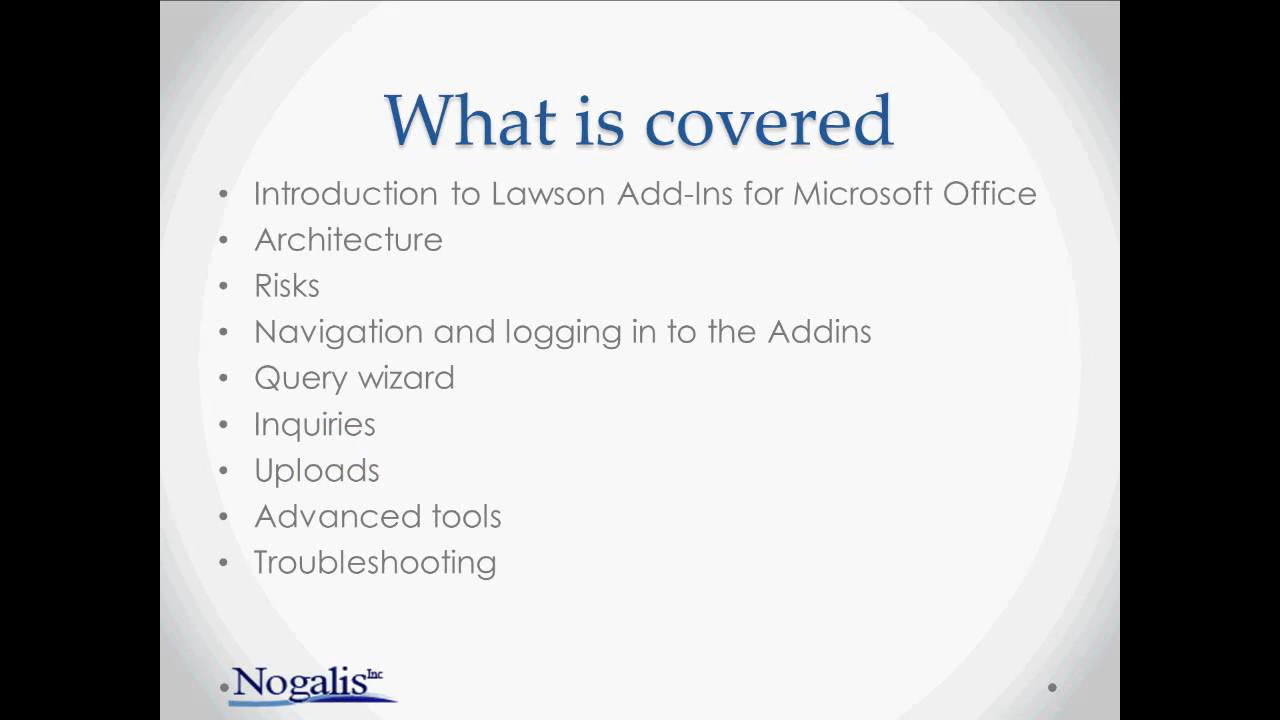 What is covered
• Introduction to Lawson Add-Ins for Microsoft Office
• Architecture
• Risks
• Navigation and logging in to the Addins
• Query wizard
• Inquiries
• Uploads
• Advanced tools
• Troubleshooting
Nogalis Inc